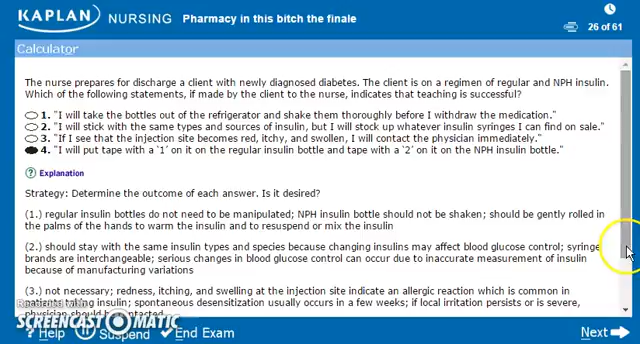 KAPLAN NURSING Pharmacy in this bitch the finale
26 of 61
Calculator
The nurse prepares for discharge a client with newly diagnosed diabetes. The client is on a regimen of regular and NPH insulin.
Which of the following statements, if made by the client to the nurse, indicates that teaching is successful?
1. "I will take the bottles out of the refrigerator and shake them thoroughly before I withdraw the medication."
2. "I will stick with the same types and sources of insulin, but I will stock up whatever insulin syringes I can find on sale."
3. "If I see that the injection site becomes red, itchy, and swollen, I will contact the physician immediately."
4. "I will put tape with a '1' on it on the regular insulin bottle and tape with a '2' on it on the NPH insulin bottle."
? Explanation
Strategy: Determine the outcome of each answer. Is it desired?
(1.) regular insulin bottles do not need to be manipulated; NPH insulin bottle should not be shaken; should be gently rolled in
the palms of the hands to warm the insulin and to resuspend or mix the insulin
(2.) should stay with the same insulin types and species because changing insulins may affect blood glucose control; syringe
brands are interchangeable; serious changes in blood glucose control can occur due to inaccurate measurement of insulin
because of manufacturing variations
(3.) not necessary; redness, itching, and swelling at the injection site indicate an allergic reaction which is common in
patients taking insulin; spontaneous desensitization usually occurs in a few weeks; if local irritation persists or is severe,
physician should be contacted
Recorded with
SCREENCAST-O-MATIC
? Help Suspend End Exam Next